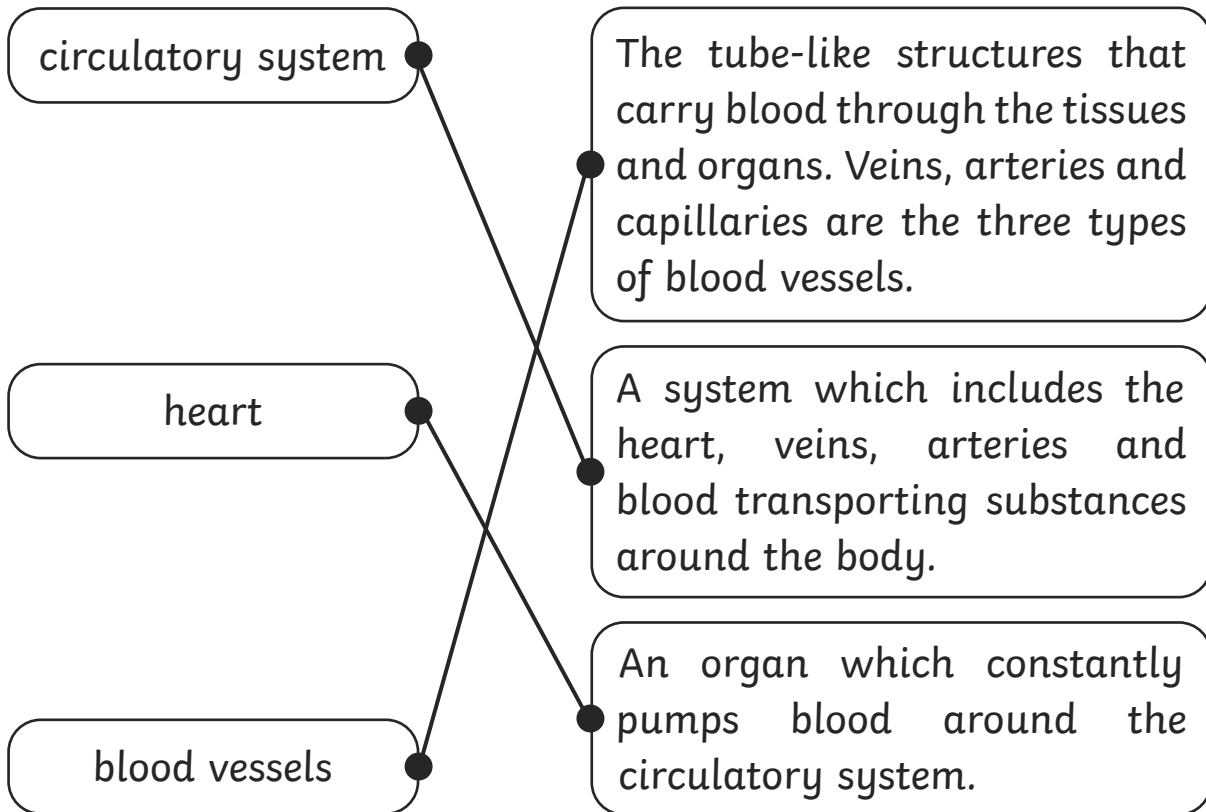 circulatory system
The tube-like structures that
carry blood through the tissues
and organs. Veins, arteries and
capillaries are the three types
of blood vessels.
heart
A system which includes the
heart, veins, arteries and
blood transporting substances
around the body.
blood vessels
An organ which constantly
pumps blood around the
circulatory system.